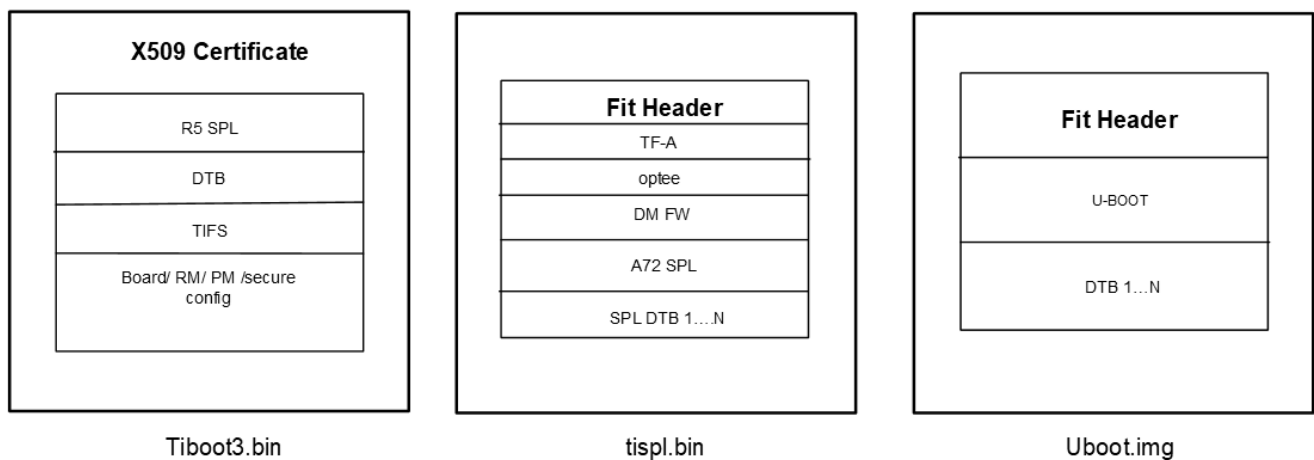 X509 Certificate
R5 SPL
DTB
TIFS
Board/ RM/ PM /secure
config
Tiboot3.bin
Fit Header
TF-A
optee
DM FW
A72 SPL
SPL DTB 1....N
tispl.bin
Fit Header
U-BOOT
DTB 1...N
Uboot.img